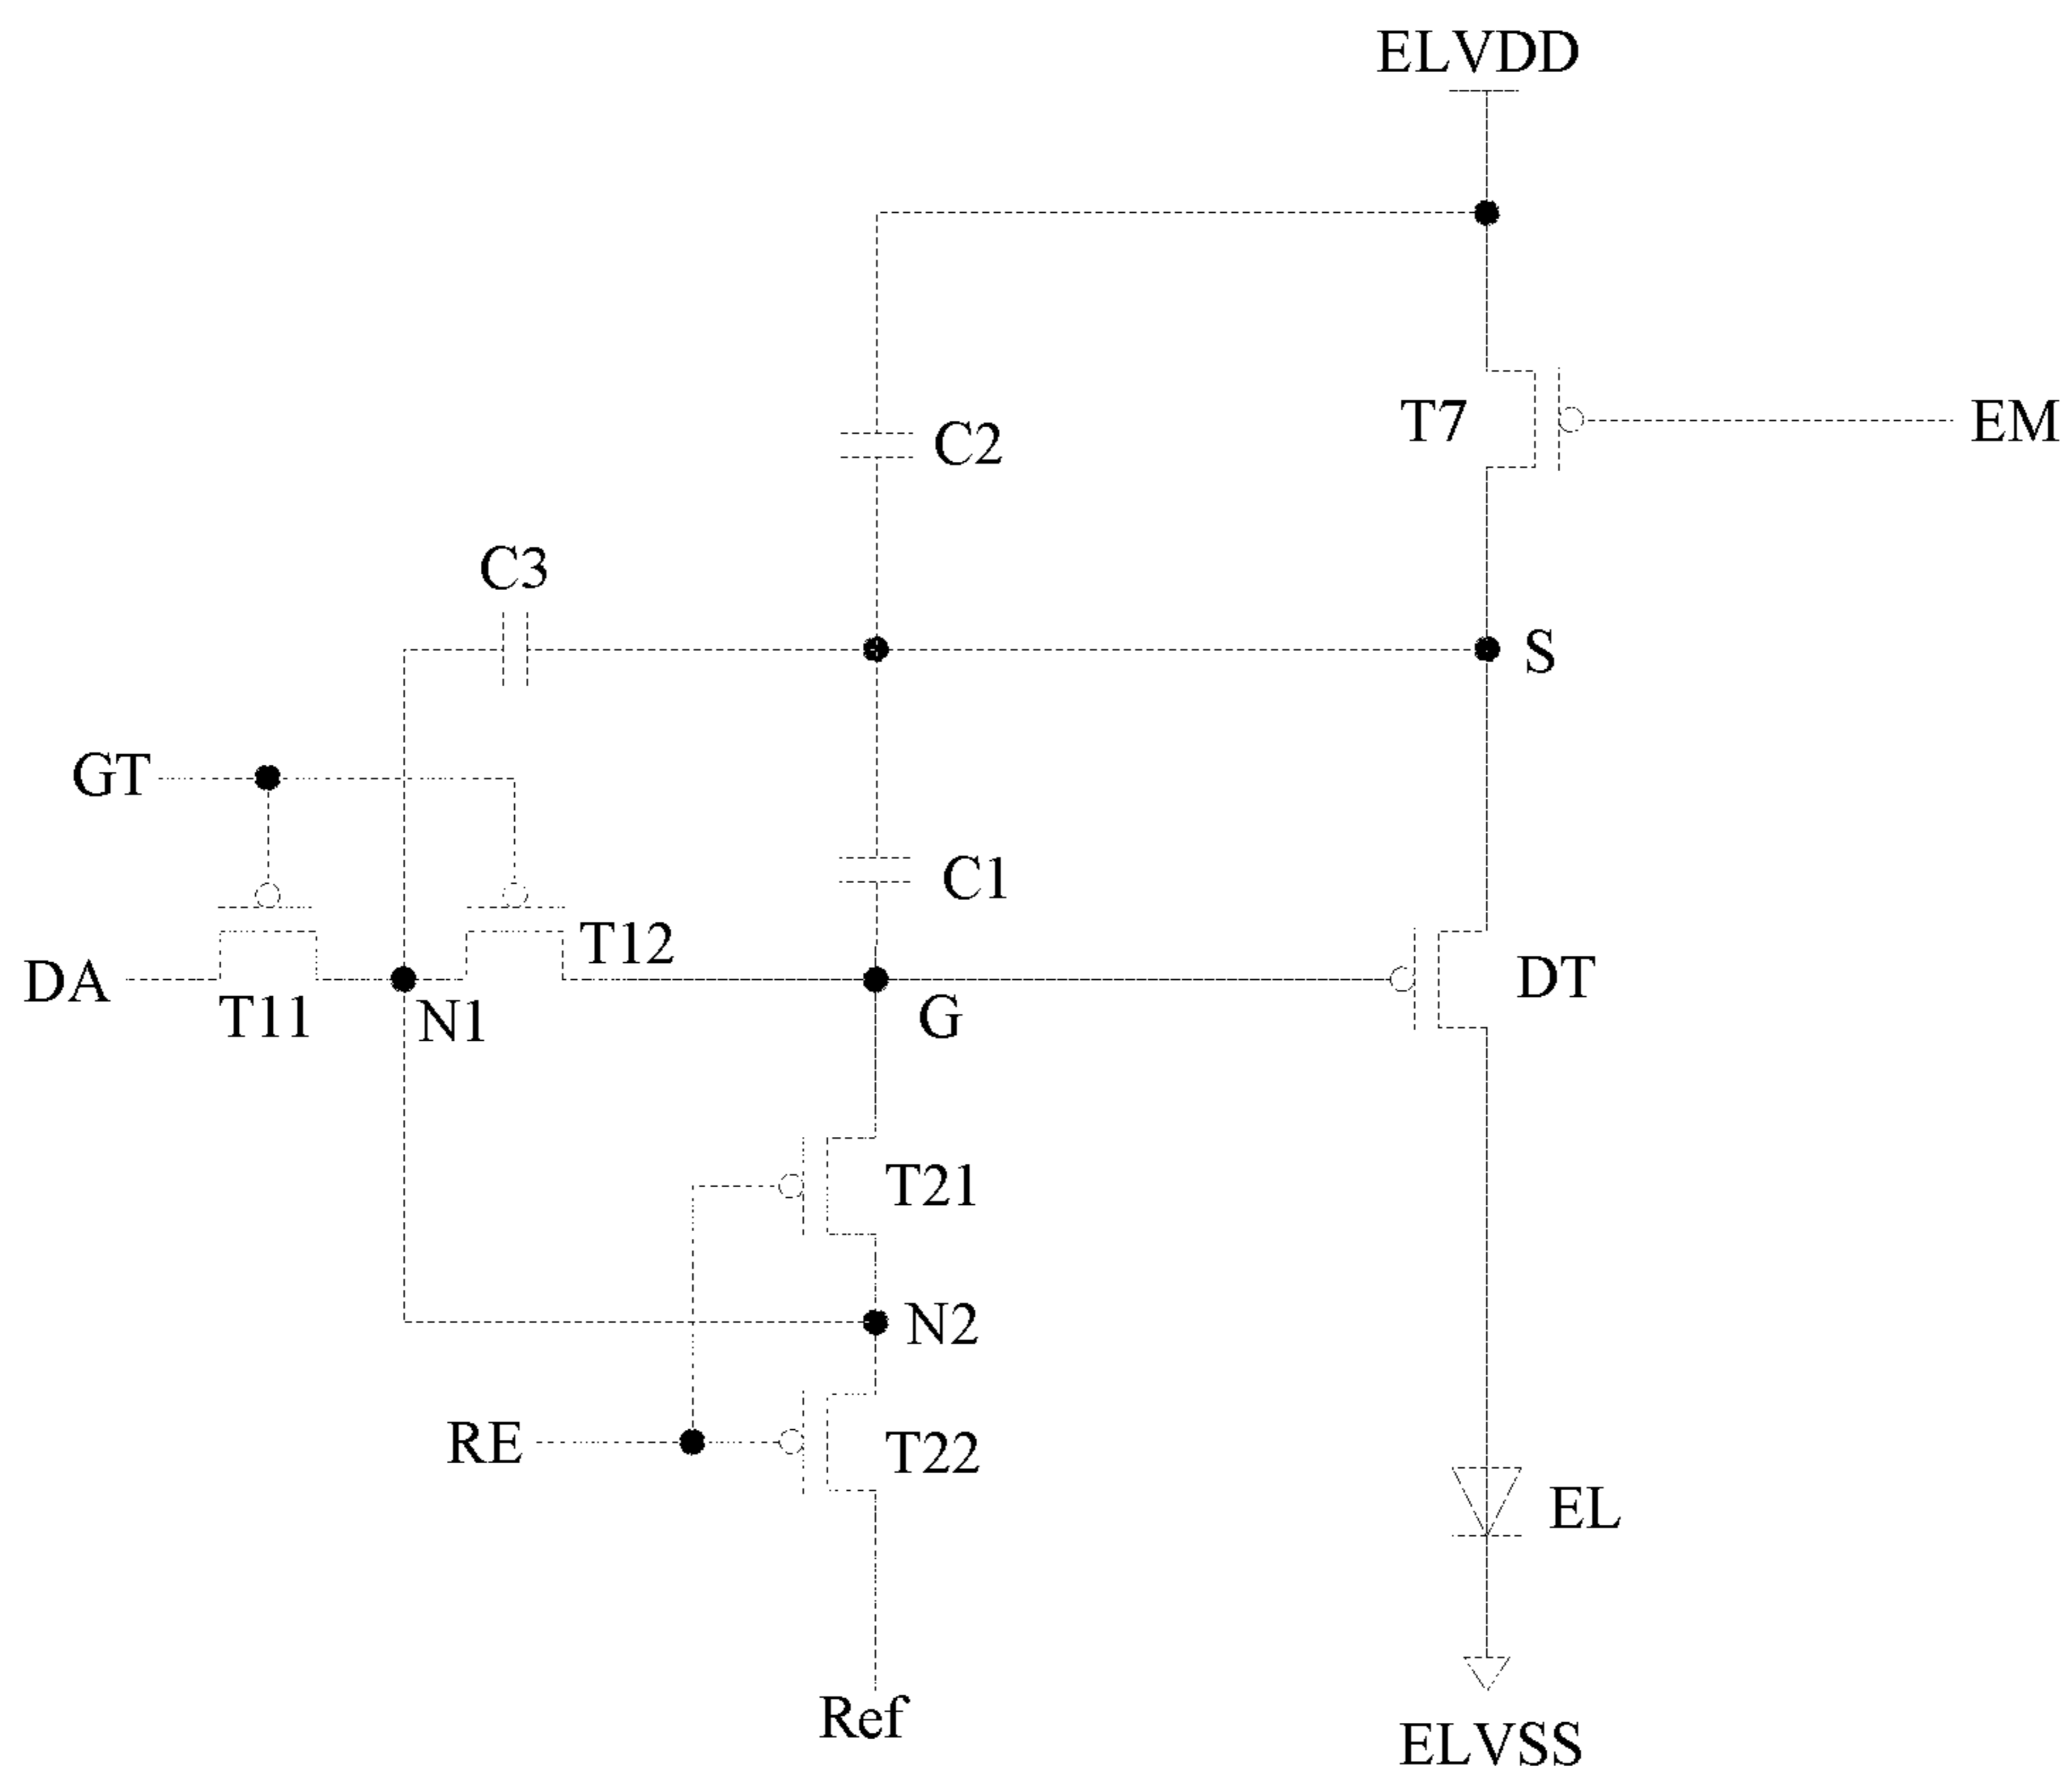 ELVDD
T7
EM
C2
C3
S
GT
C1
T12
DA
DT
T11
N1
G
T21
N2
RE
T22
EL
Ref
ELVSS